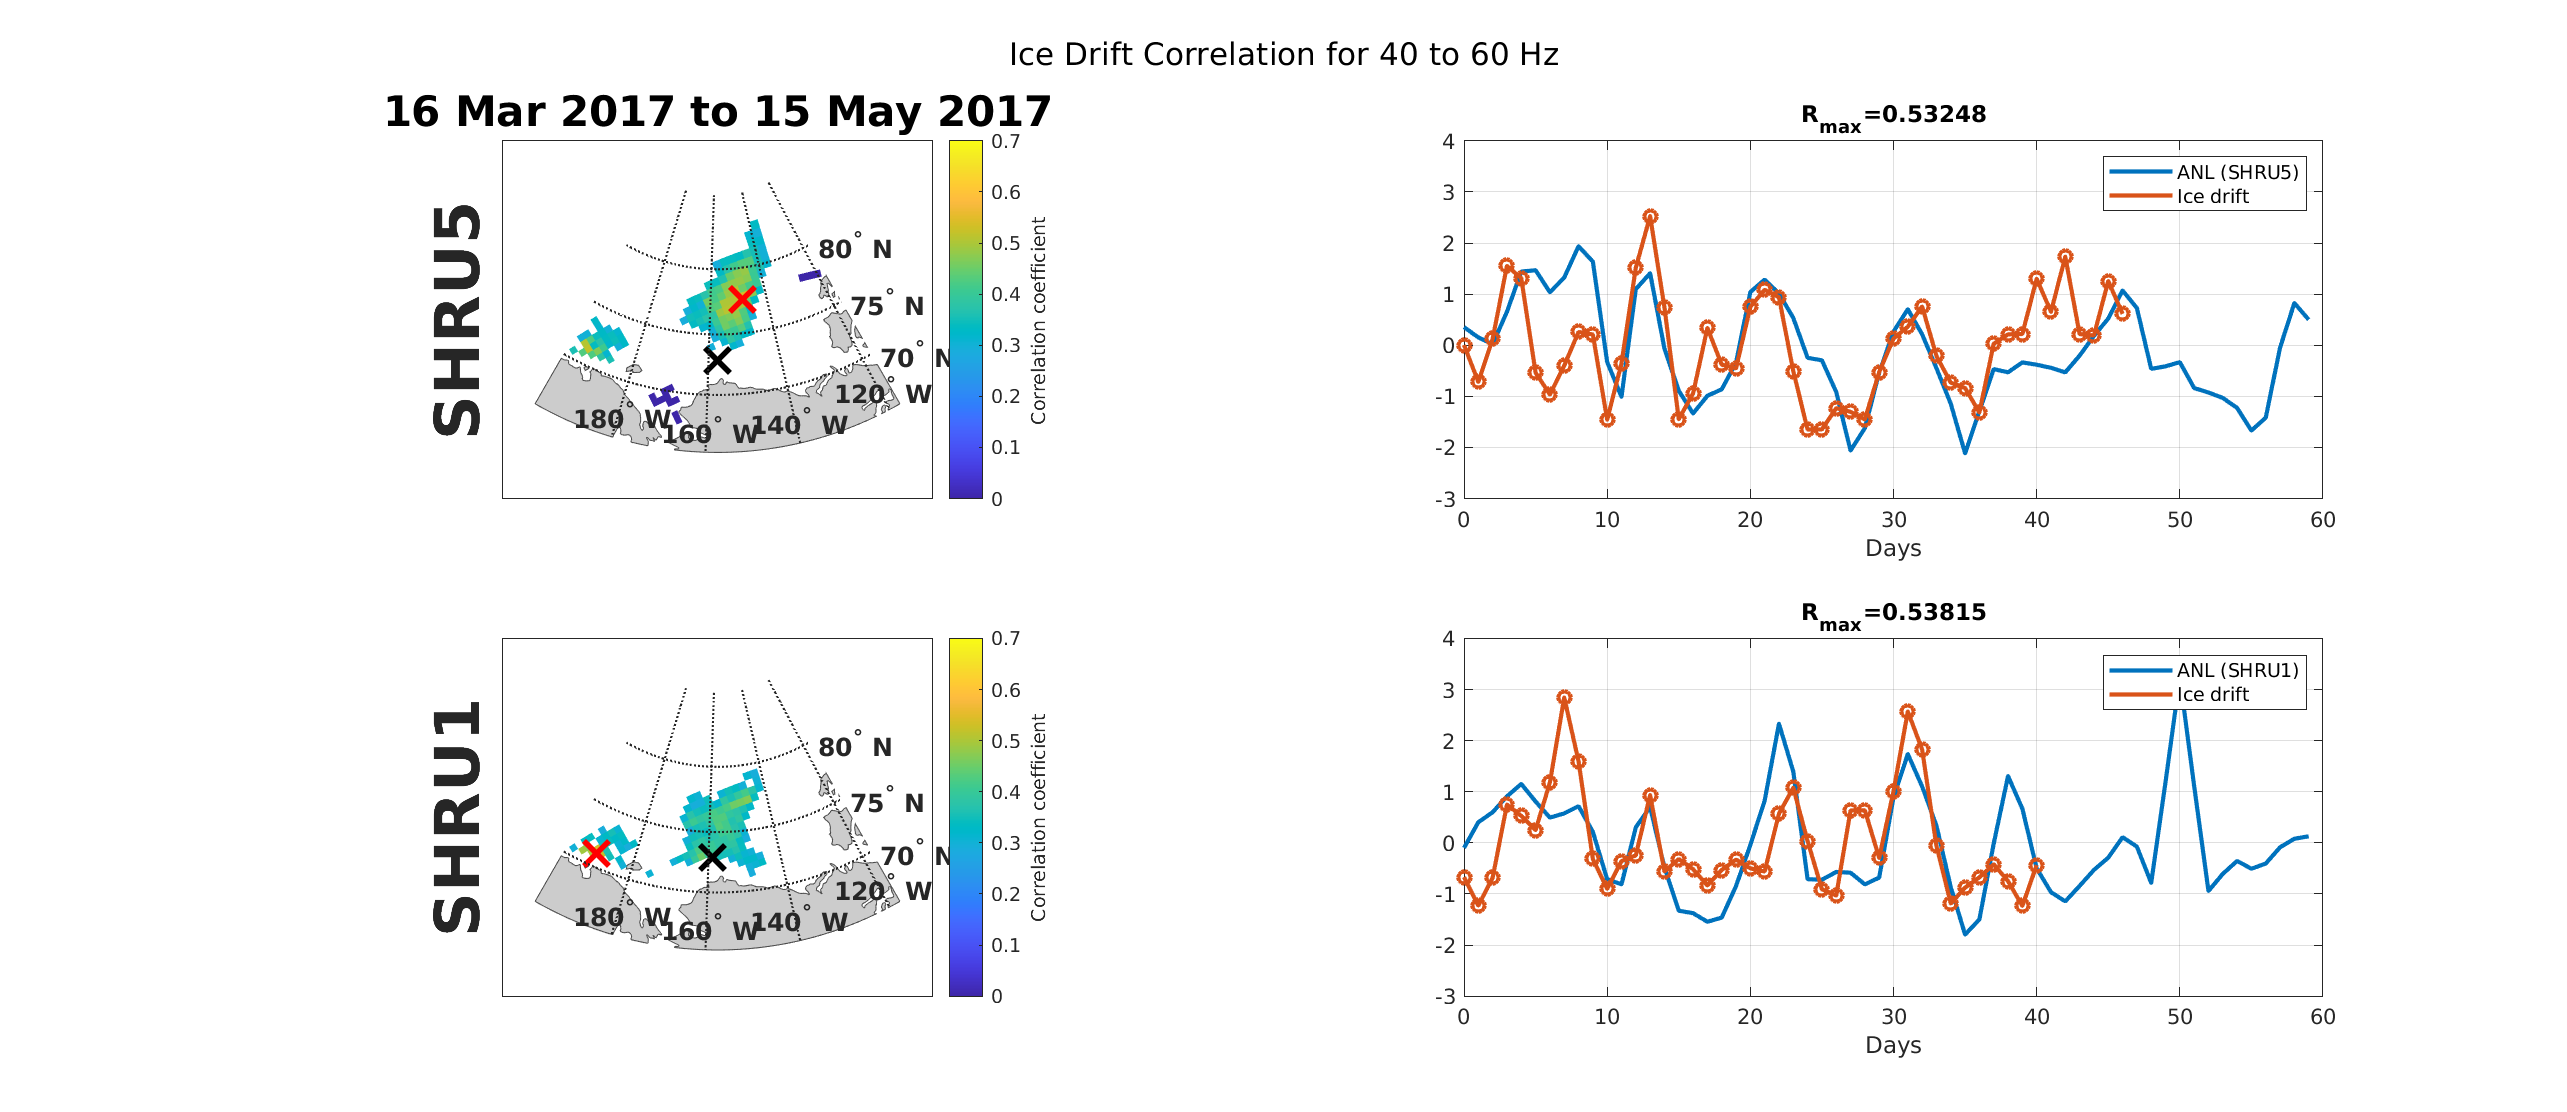 Ice Drift Correlation for 40 to 60 Hz
16 Mar 2017 to 15 May 2017
SHRU5
80° N
75° N
70° N
120° W
180° W
160° W
140° W
0.7
0.6
0.5
0.4
0.3
0.2
0.1
0
Correlation coefficient
Rmax=0.53248
4
3
2
1
0
-1
-2
-3
0 10 20 30 40 50 60
Days
ANL (SHRU5)
Ice drift
SHRU1
80° N
75° N
70° N
120° W
180° W
160° W
140° W
0.7
0.6
0.5
0.4
0.3
0.2
0.1
0
Correlation coefficient
Rmax=0.53815
4
3
2
1
0
-1
-2
-3
0 10 20 30 40 50 60
Days
ANL (SHRU1)
Ice drift